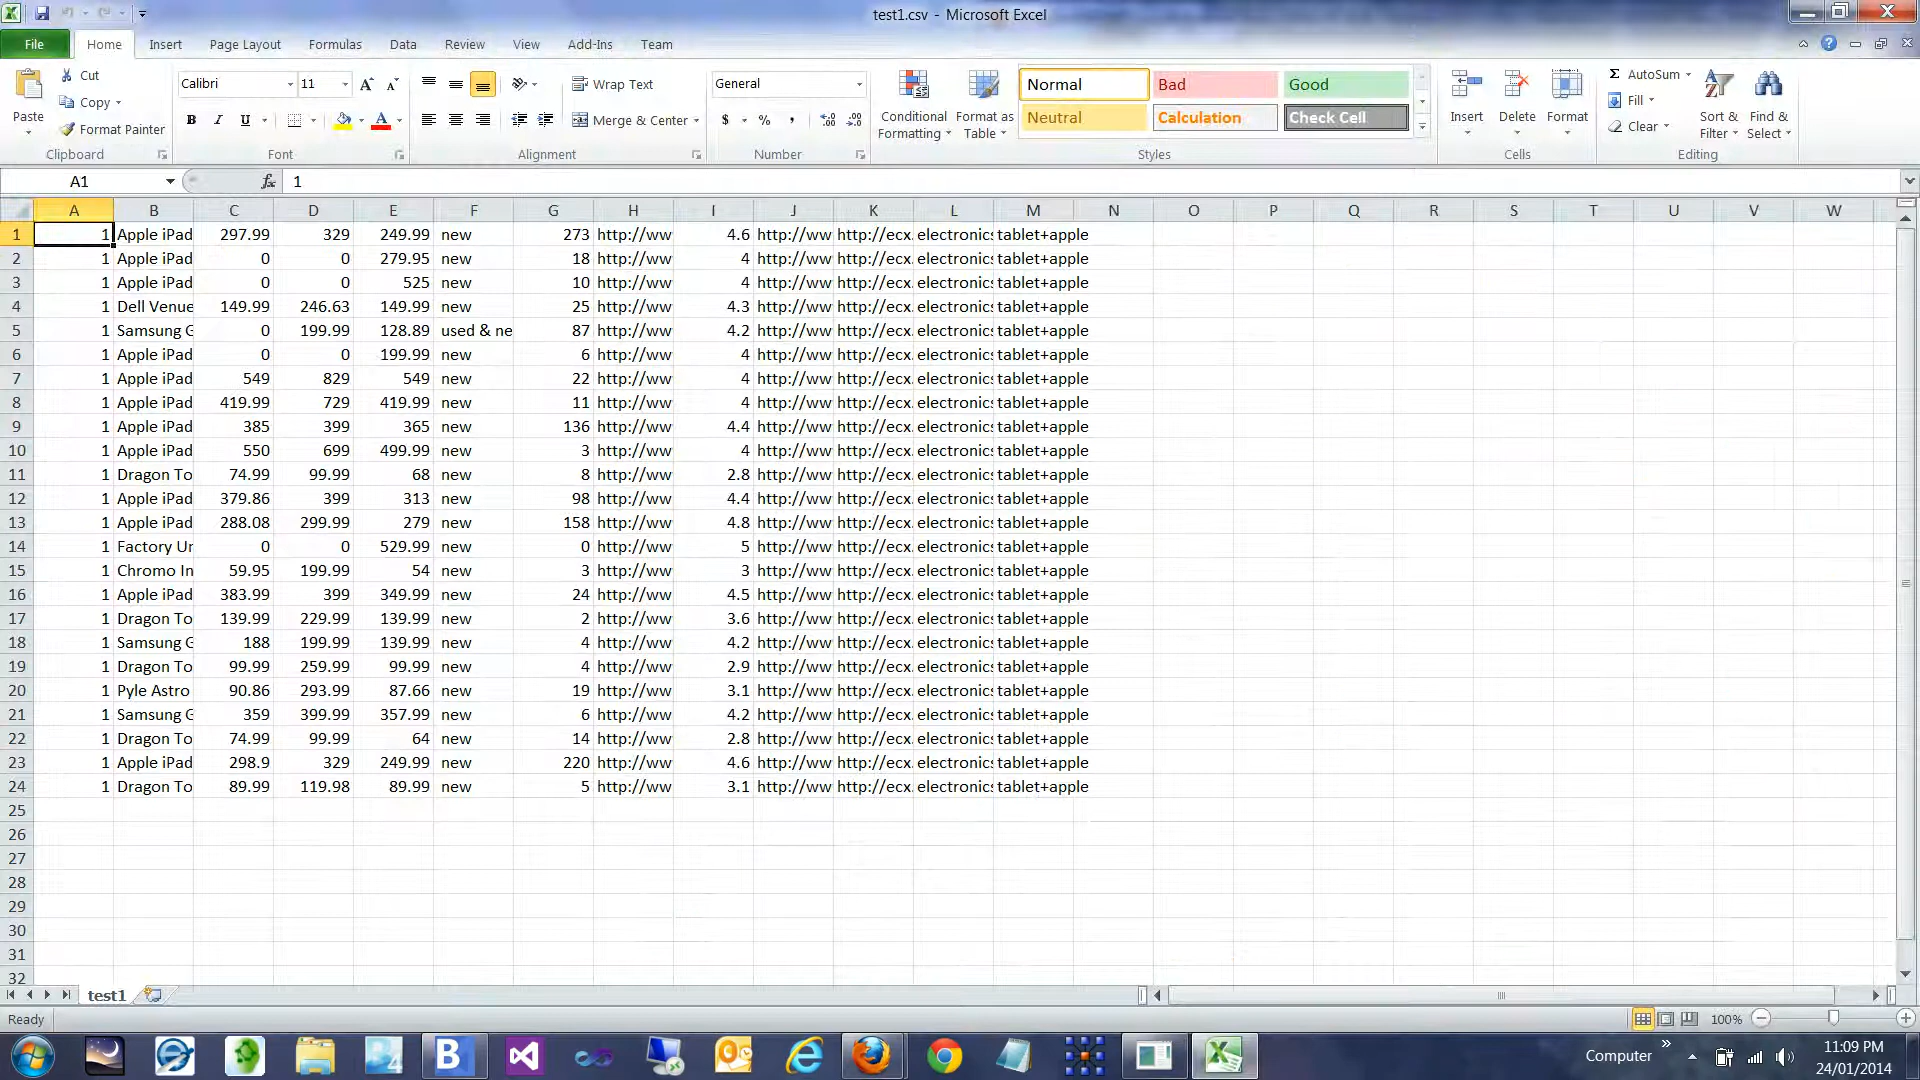 test1.csv - Microsoft Excel
File Home Insert Page Layout Formulas Data Review View Add-Ins Team
Paste Cut Copy Format Painter Clipboard
Calibri 11 Font
Wrap Text Merge & Center Alignment
General $ % , Number
Conditional Formatting Format as Table Normal Bad Good Neutral Calculation Check Cell Styles
Insert Delete Format Cells
Σ AutoSum Fill Clear Sort & Filter Find & Select Editing
A1 fx 1
A B C D E F G H I J K L M N O P Q R S T U V W
1 1 Apple iPad 297.99 329 249.99 new 273 http://ww 4.6 http://ww http://ecx. electronics tablet+apple
2 1 Apple iPad 0 0 279.95 new 18 http://ww 4 http://ww http://ecx. electronics tablet+apple
3 1 Apple iPad 0 0 525 new 10 http://ww 4 http://ww http://ecx. electronics tablet+apple
4 1 Dell Venue 149.99 246.63 149.99 new 25 http://ww 4.3 http://ww http://ecx. electronics tablet+apple
5 1 Samsung G 0 199.99 128.89 used & ne 87 http://ww 4.2 http://ww http://ecx. electronics tablet+apple
6 1 Apple iPad 0 0 199.99 new 6 http://ww 4 http://ww http://ecx. electronics tablet+apple
7 1 Apple iPad 549 829 549 new 22 http://ww 4 http://ww http://ecx. electronics tablet+apple
8 1 Apple iPad 419.99 729 419.99 new 11 http://ww 4 http://ww http://ecx. electronics tablet+apple
9 1 Apple iPad 385 399 365 new 136 http://ww 4.4 http://ww http://ecx. electronics tablet+apple
10 1 Apple iPad 550 699 499.99 new 3 http://ww 4 http://ww http://ecx. electronics tablet+apple
11 1 Dragon To 74.99 99.99 68 new 8 http://ww 2.8 http://ww http://ecx. electronics tablet+apple
12 1 Apple iPad 379.86 399 313 new 98 http://ww 4.4 http://ww http://ecx. electronics tablet+apple
13 1 Apple iPad 288.08 299.99 279 new 158 http://ww 4.8 http://ww http://ecx. electronics tablet+apple
14 1 Factory Ur 0 0 529.99 new 0 http://ww 5 http://ww http://ecx. electronics tablet+apple
15 1 Chromo In 59.95 199.99 54 new 3 http://ww 3 http://ww http://ecx. electronics tablet+apple
16 1 Apple iPad 383.99 399 349.99 new 24 http://ww 4.5 http://ww http://ecx. electronics tablet+apple
17 1 Dragon To 139.99 229.99 139.99 new 2 http://ww 3.6 http://ww http://ecx. electronics tablet+apple
18 1 Samsung G 188 199.99 139.99 new 4 http://ww 4.2 http://ww http://ecx. electronics tablet+apple
19 1 Dragon To 99.99 259.99 99.99 new 4 http://ww 2.9 http://ww http://ecx. electronics tablet+apple
20 1 Pyle Astro 90.86 293.99 87.66 new 19 http://ww 3.1 http://ww http://ecx. electronics tablet+apple
21 1 Samsung G 359 399.99 357.99 new 6 http://ww 4.2 http://ww http://ecx. electronics tablet+apple
22 1 Dragon To 74.99 99.99 64 new 14 http://ww 2.8 http://ww http://ecx. electronics tablet+apple
23 1 Apple iPad 298.9 329 249.99 new 220 http://ww 4.6 http://ww http://ecx. electronics tablet+apple
24 1 Dragon To 89.99 119.98 89.99 new 5 http://ww 3.1 http://ww http://ecx. electronics tablet+apple
25
26
27
28
29
30
31
32
test1
Ready 100%
Computer » 11:09 PM
24/01/2014